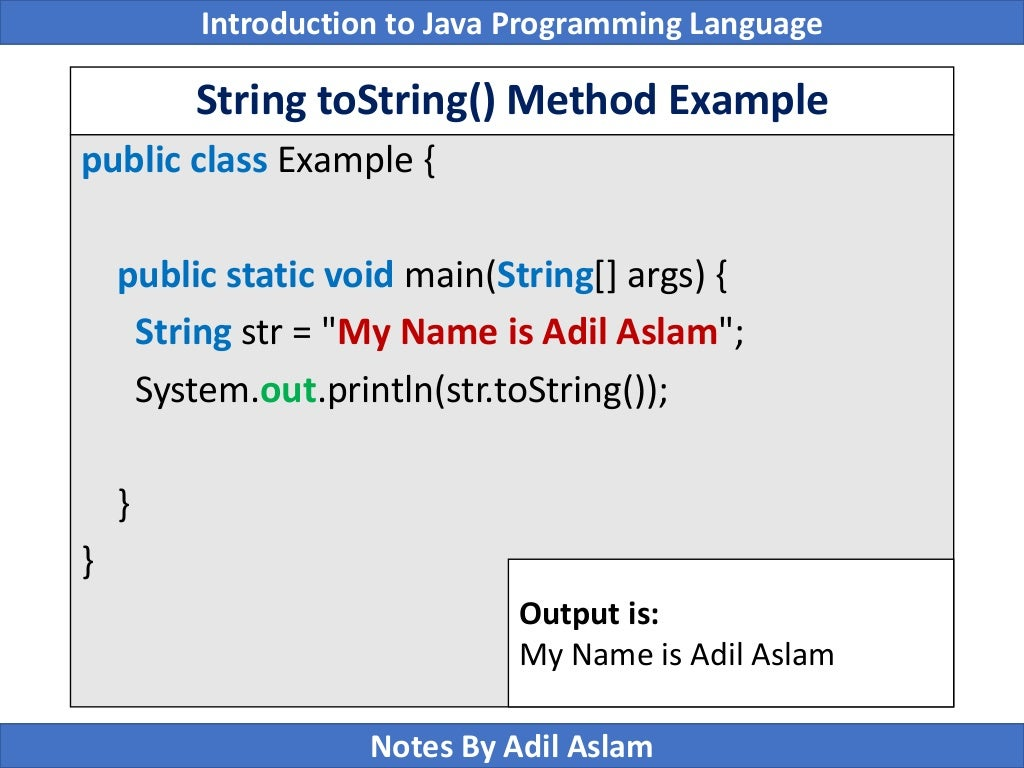 Introduction to Java Programming Language
String toString() Method Example
public class Example {
public static void main(String[] args) {
String str = "My Name is Adil Aslam";
System.out.println(str.toString());
}
}
Output is:
My Name is Adil Aslam
Notes By Adil Aslam